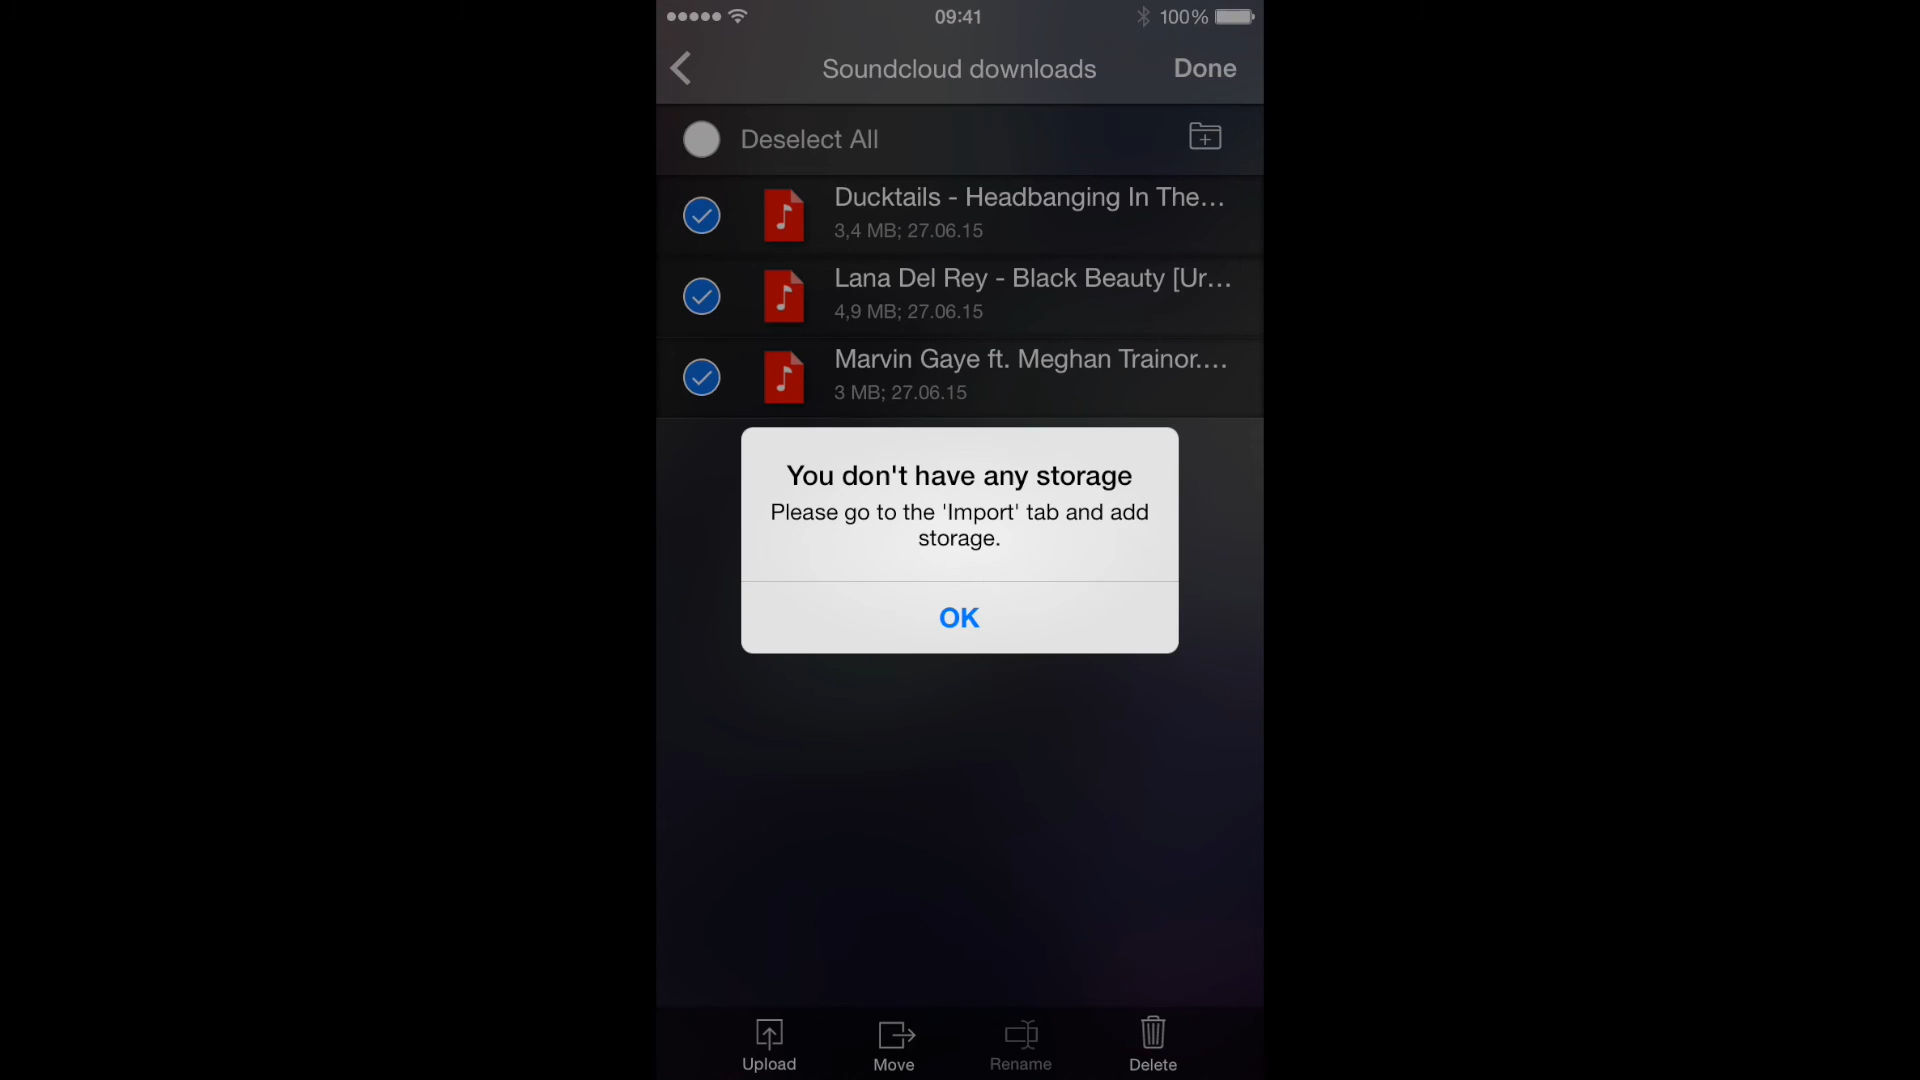 09:41
100%
Soundcloud downloads
Done
Deselect All
Ducktails - Headbanging In The...
3,4 MB; 27.06.15
Lana Del Rey - Black Beauty [Ur...
4,9 MB; 27.06.15
Marvin Gaye ft. Meghan Trainor....
3 MB; 27.06.15
You don't have any storage
Please go to the 'Import' tab and add
storage.
OK
Upload
Move
Rename
Delete